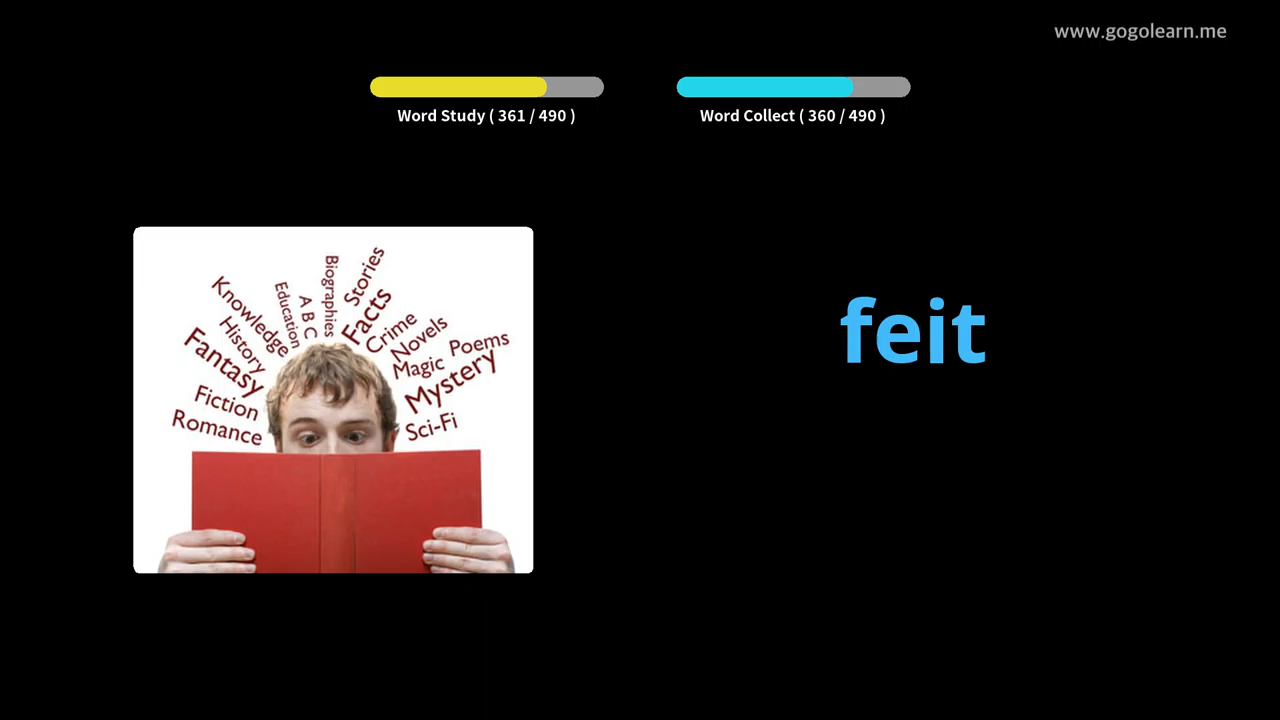 www.gogolearn.me
Word Study ( 361 / 490 )
Word Collect ( 360 / 490 )
feit
Biographies
Stories
Education
A B C
Facts
Knowledge
Crime
History
Novels
Fantasy
Magic
Poems
Mystery
Fiction
Romance
Sci-Fi